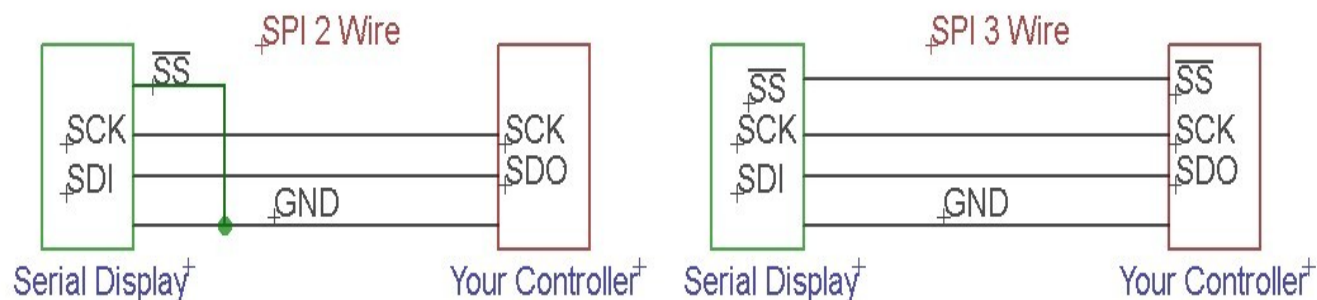 SPI 2 Wire
SS
SCK
SCK
SDI
SDO
GND
Serial Display
Your Controller
SPI 3 Wire
SS
SS
SCK
SCK
SDI
SDO
GND
Serial Display
Your Controller